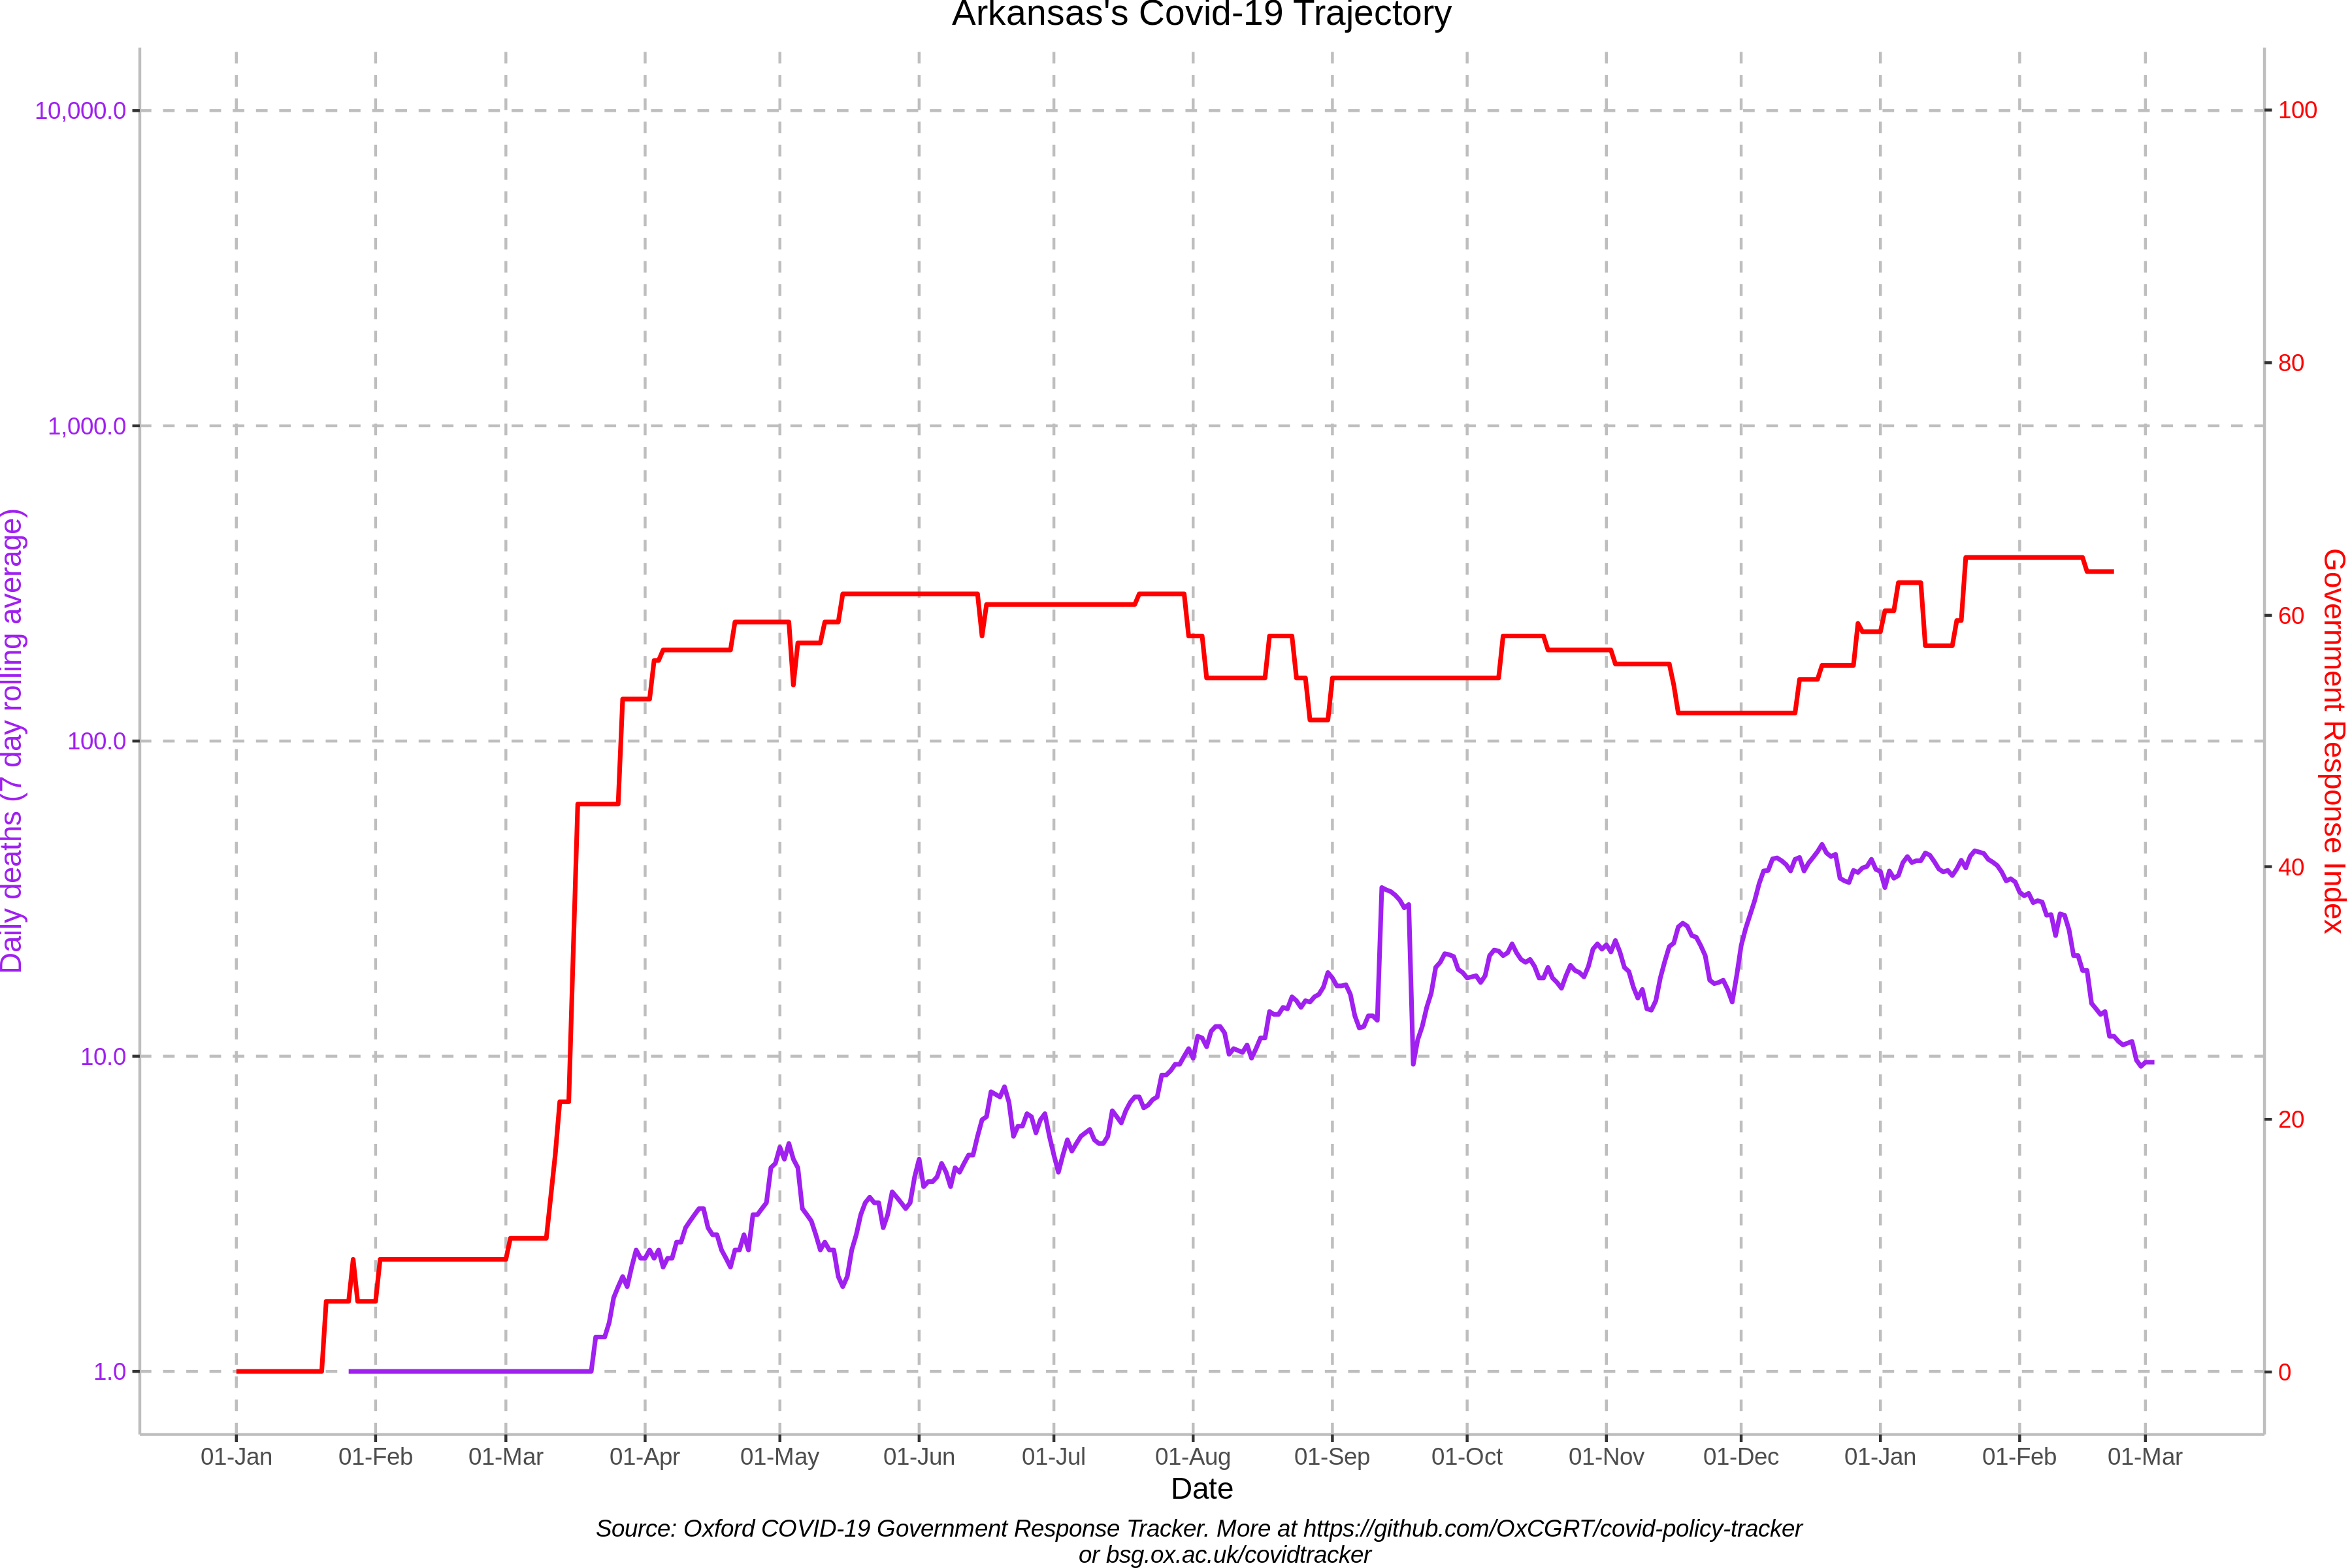 Arkansas's Covid-19 Trajectory
Daily deaths (7 day rolling average)
10,000.0
1,000.0
100.0
10.0
1.0
100
80
60
40
20
0
Government Response Index
01-Jan 01-Feb 01-Mar 01-Apr 01-May 01-Jun 01-Jul 01-Aug 01-Sep 01-Oct 01-Nov 01-Dec 01-Jan 01-Feb 01-Mar
Date
Source: Oxford COVID-19 Government Response Tracker. More at https://github.com/OxCGRT/covid-policy-tracker
or bsg.ox.ac.uk/covidtracker